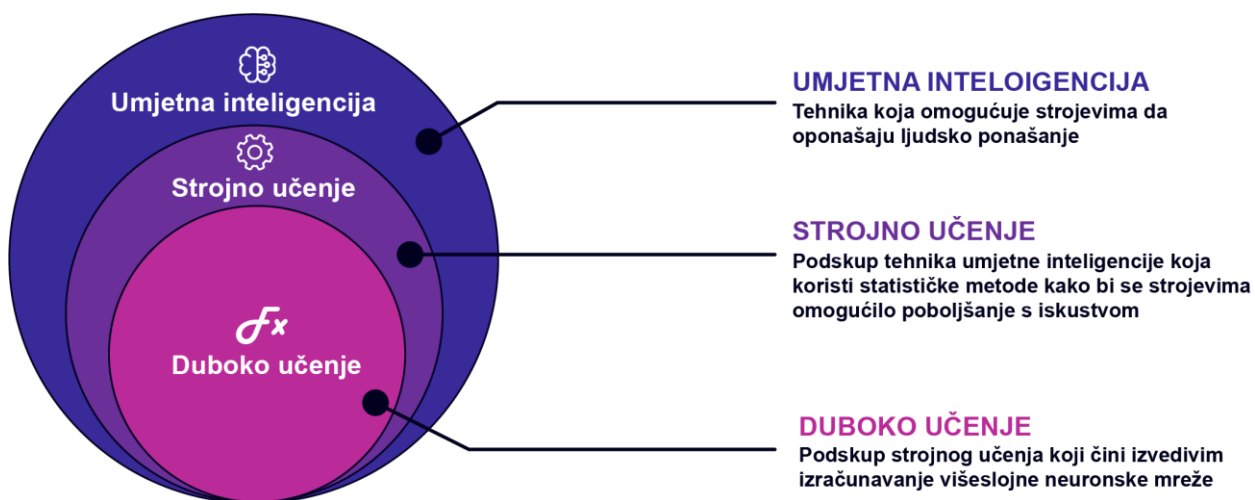 Umjetna inteligencija
Strojno učenje
Fx
Duboko učenje
UMJETNA INTELOIGENCIJA
Tehnika koja omogućuje strojevima da
oponašaju ljudsko ponašanje
STROJNO UČENJE
Podskup tehnika umjetne inteligencije koja
koristi statističke metode kako bi se strojevima
omogućilo poboljšanje s iskustvom
DUBOKO UČENJE
Podskup strojnog učenja koji čini izvedivim
izračunavanje višeslojne neuronske mreže